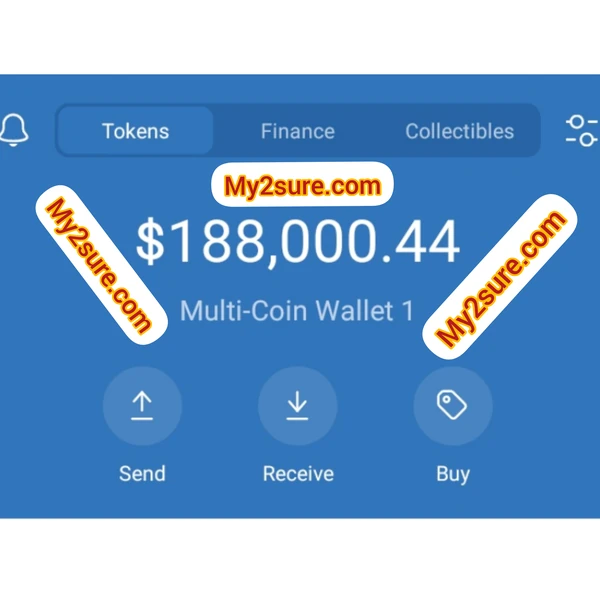 Tokens Finance Collectibles
My2sure.com
My2sure.com
$188,000.44
My2sure.com
Multi-Coin Wallet 1
Send Receive Buy